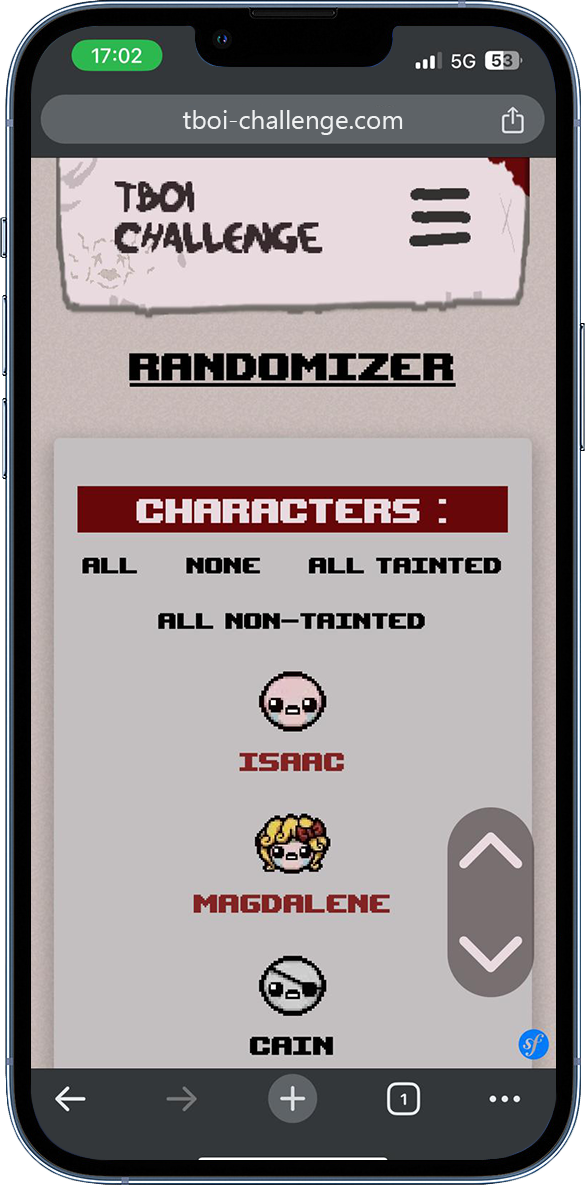 17:02
5G 53
tboi-challenge.com
TBOI
CHALLENGE
RANDOMIZER
CHARACTERS :
ALL NONE ALL TAINTED
ALL NON-TAINTED
ISAAC
MAGDALENE
CAIN
sf
1